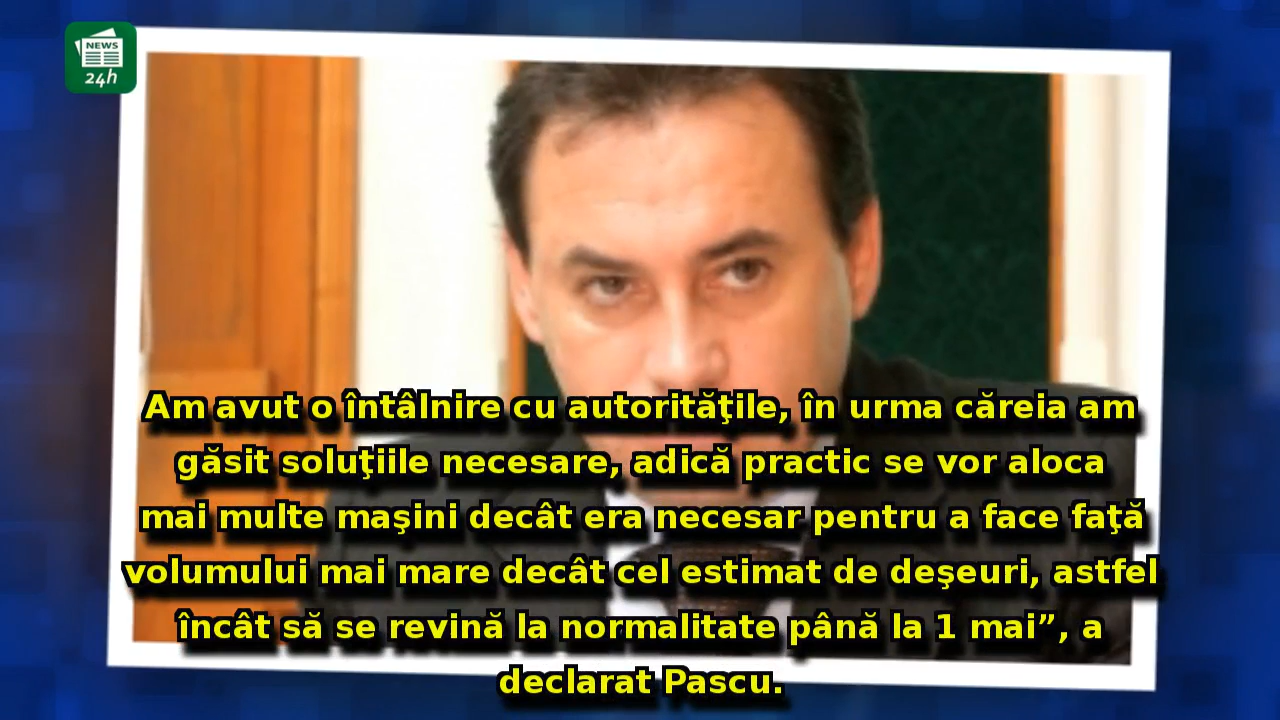 NEWS
24h
Am avut o întâlnire cu autorităţile, în urma căreia am
găsit soluţiile necesare, adică practic se vor aloca
mai multe maşini decât era necesar pentru a face faţă
volumului mai mare decât cel estimat de deşeuri, astfel
încât să se revină la normalitate până la 1 mai”, a
declarat Pascu.